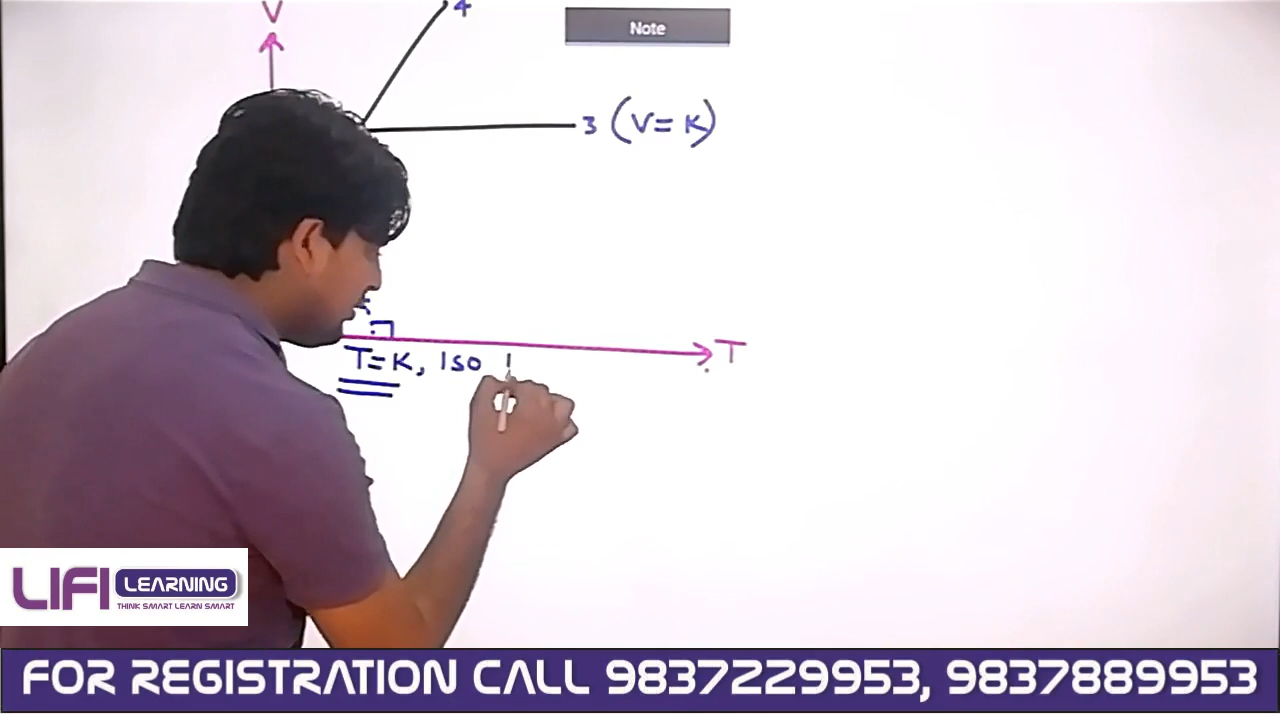 V
4
Note
3 (V=K)
T
T=K, Iso
LIFI LEARNING
THINK SMART LEARN SMART
FOR REGISTRATION CALL 9837229953, 9837889953